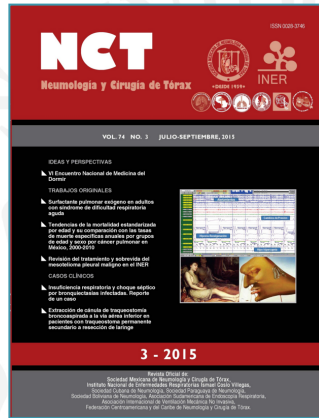 ISSN 0028-3746
NCT
Neumología y Cirugía de Tórax
•DESDE 1939•
INER
VOL. 74 NO. 3 JULIO-SEPTIEMBRE, 2015
IDEAS Y PERSPECTIVAS
VI Encuentro Nacional de Medicina del
Dormir
TRABAJOS ORIGINALES
Surfactante pulmonar exógeno en adultos
con síndrome de dificultad respiratoria
aguda
Tendencias de la mortalidad estandarizada
por edad y su comparación con las tasas
de muerte específicas anuales por grupos
de edad y sexo por cáncer pulmonar en
México, 2000-2010
Revisión del tratamiento y sobrevida del
mesotelioma pleural maligno en el INER
CASOS CLÍNICOS
Insuficiencia respiratoria y choque séptico
por bronquiectasias infectadas. Reporte
de un caso
Extracción de cánula de traqueostomía
broncoaspirada a la vía aérea inferior en
pacientes con traqueostoma permanente
secundario a resección de laringe
3 - 2015
Revista Oficial de:
Sociedad Mexicana de Neumología y Cirugía de Tórax,
Instituto Nacional de Enfermedades Respiratorias Ismael Cosío Villegas,
Sociedad Cubana de Neumología, Sociedad Paraguaya de Neumología,
Sociedad Boliviana de Neumología, Asociación Sudamericana de Endoscopía Respiratoria,
Asociación Internacional de Ventilación Mecánica No Invasiva,
Federación Centroamericana y del Caribe de Neumología y Cirugía de Tórax